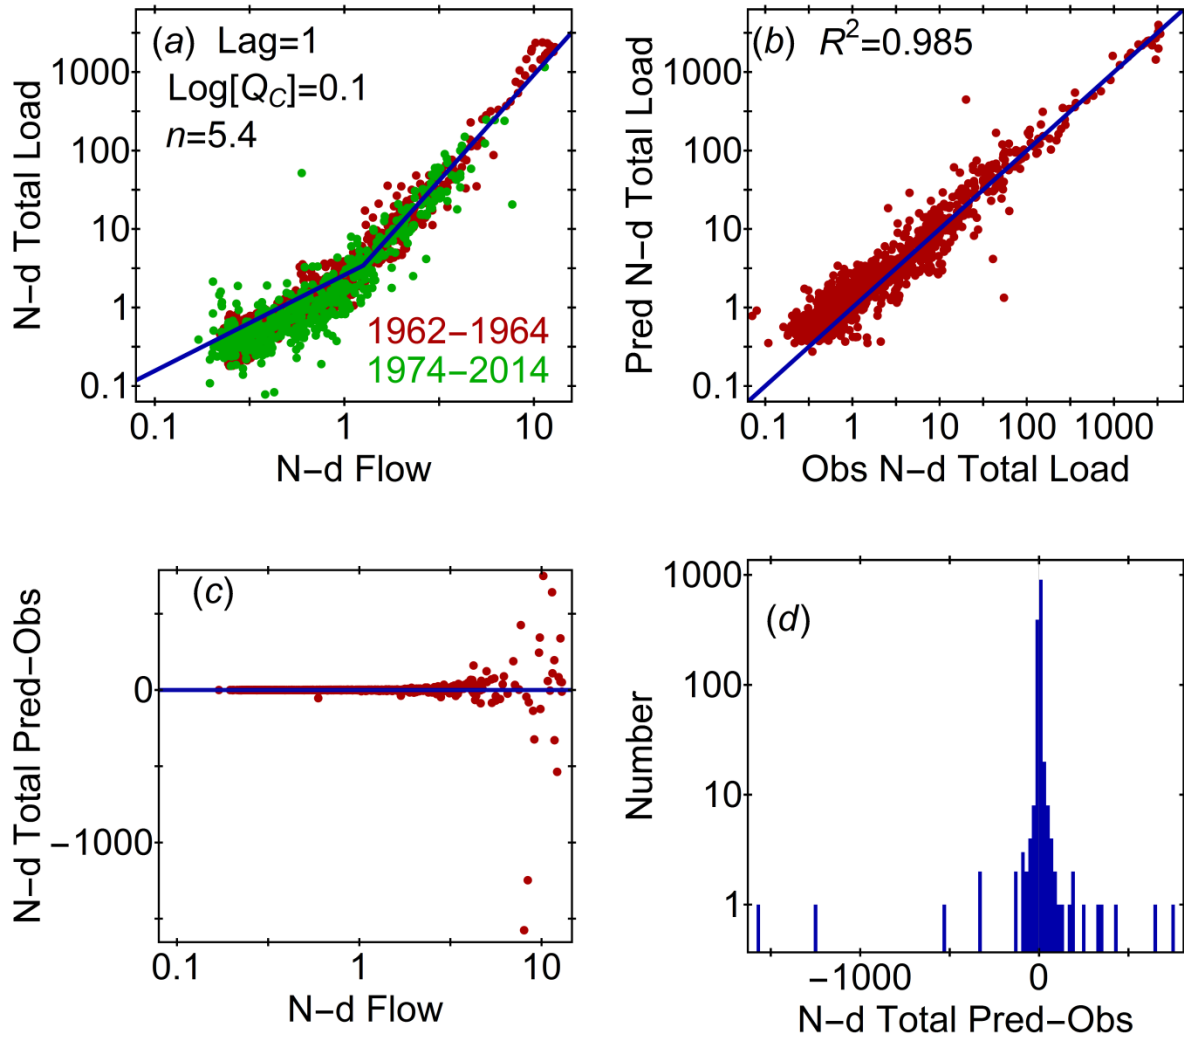 (a) Lag=1
Log[Q_C]=0.1
n=5.4
1962−1964
1974−2014
1000
100
10
1
0.1
N−d Total Load
0.1 1 10
N−d Flow
(b) R²=0.985
1000
100
10
1
0.1
Pred N−d Total Load
0.1 1 10 100 1000
Obs N−d Total Load
(c)
0
−1000
N−d Total Pred−Obs
0.1 1 10
N−d Flow
(d)
1000
100
10
1
Number
−1000 0
N−d Total Pred−Obs